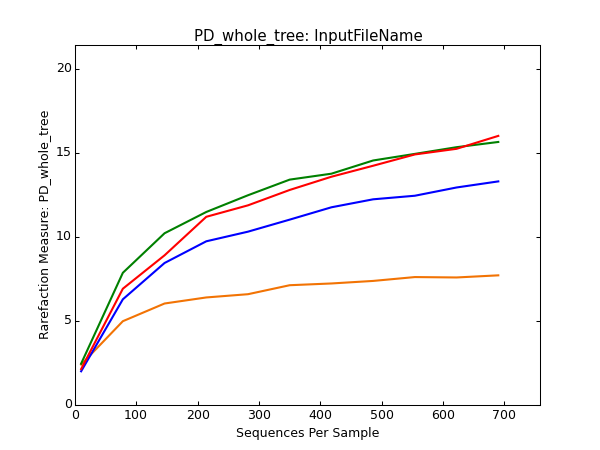 PD_whole_tree: InputFileName
20
15
10
5
0
Rarefaction Measure: PD_whole_tree
0 100 200 300 400 500 600 700
Sequences Per Sample